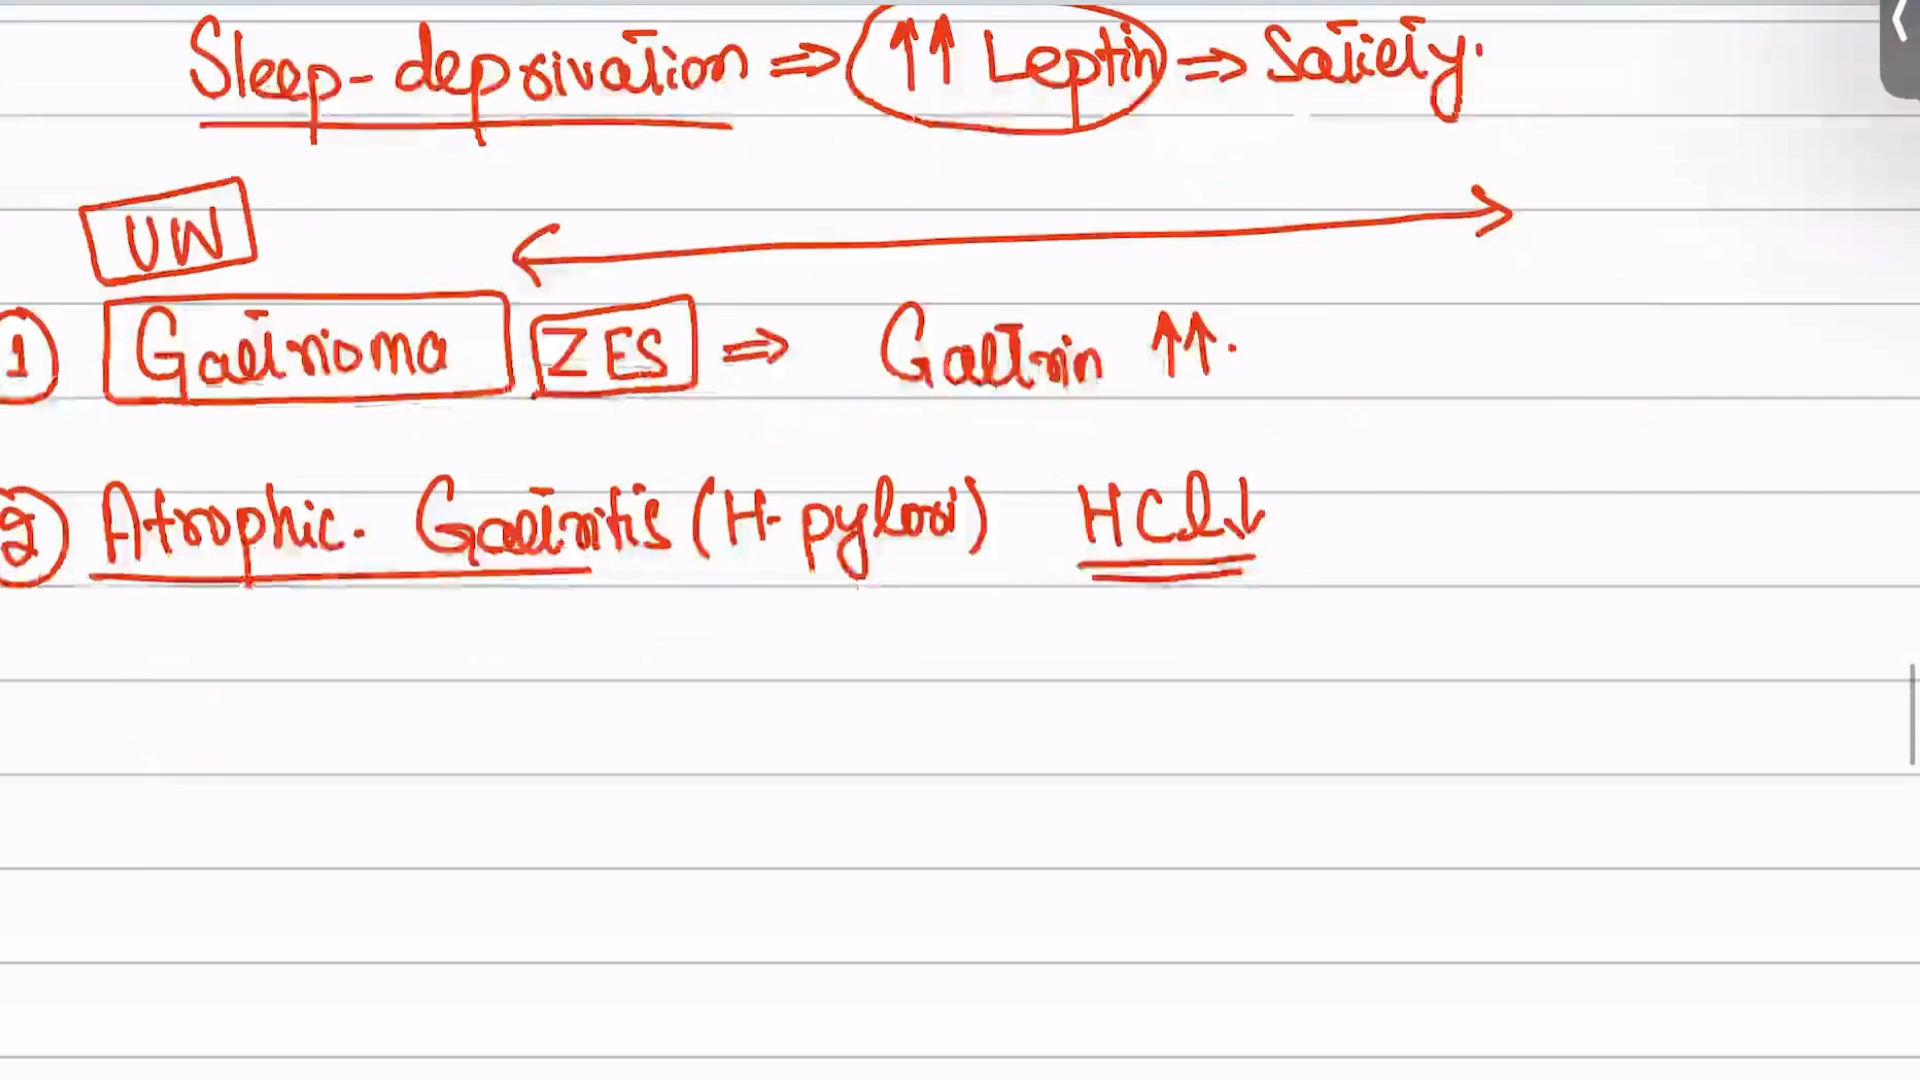 Sleep-deprivation ⇒ ↑↑ Leptin ⇒ Satiety.
UW
1 Gastrinoma ZES ⇒ Gastrin ↑↑.
2 Atrophic. Gastritis (H-pylori) HCl↓